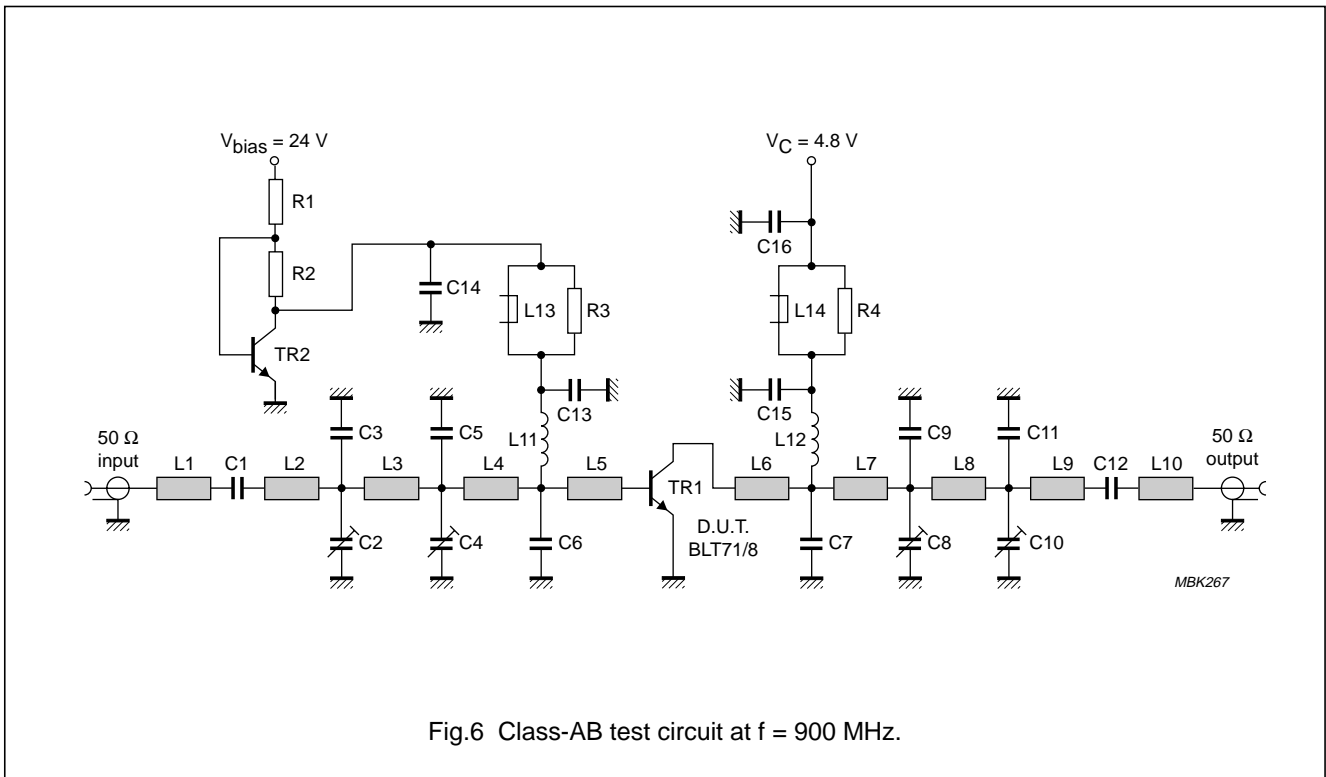 Vbias = 24 V
VC = 4.8 V
R1
C16
R2
C14
L13
R3
L14
R4
TR2
C13
C15
C3
C5
L11
L12
C9
C11
50 Ω
input
50 Ω
output
L1
C1
L2
L3
L4
L5
L6
L7
L8
L9
C12
L10
TR1
C2
C4
C6
D.U.T.
BLT71/8
C7
C8
C10
MBK267
Fig.6 Class-AB test circuit at f = 900 MHz.